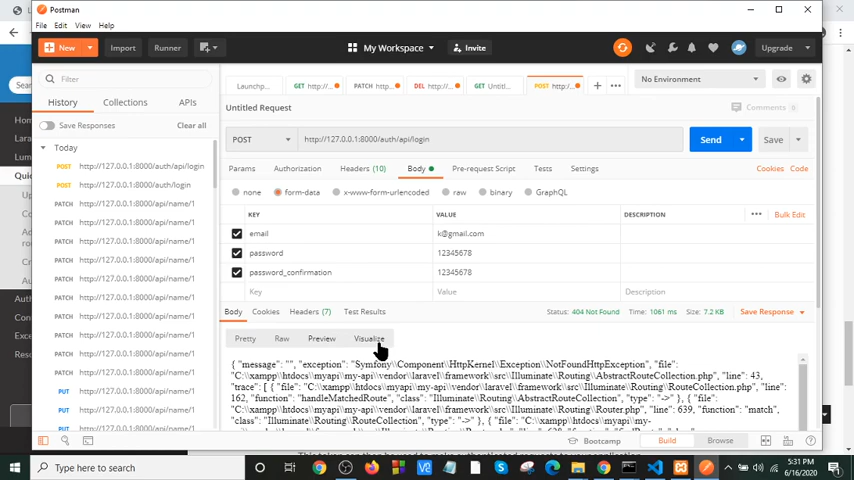 Postman
File Edit View Help
New Import Runner My Workspace Invite Upgrade
Filter
History Collections APIs
Save Responses Clear all
Today
POST http://127.0.0.1:8000/auth/api/login
POST http://127.0.0.1:8000/auth/login
PATCH http://127.0.0.1:8000/api/name/1
PATCH http://127.0.0.1:8000/api/name/1
PATCH http://127.0.0.1:8000/api/name/1
PATCH http://127.0.0.1:8000/api/name/1
PATCH http://127.0.0.1:8000/api/name/1
PATCH http://127.0.0.1:8000/api/name/1
PATCH http://127.0.0.1:8000/api/name/1
PATCH http://127.0.0.1:8000/api/name/1
PATCH http://127.0.0.1:8000/api/name/1
PATCH http://127.0.0.1:8000/api/name/1
PUT http://127.0.0.1:8000/api/name/1
PUT http://127.0.0.1:8000/api/name/1
Launchp... GET http://... PATCH http:... DEL http://... GET Untitl... POST http:/... No Environment
Untitled Request Comments 0
POST http://127.0.0.1:8000/auth/api/login Send Save
Params Authorization Headers (10) Body Pre-request Script Tests Settings Cookies Code
none form-data x-www-form-urlencoded raw binary GraphQL
KEY VALUE DESCRIPTION Bulk Edit
email k@gmail.com
password 12345678
password_confirmation 12345678
Key Value Description
Body Cookies Headers (7) Test Results Status: 404 Not Found Time: 1061 ms Size: 7.2 KB Save Response
Pretty Raw Preview Visualize
{ "message": "", "exception": "Symfony\\Component\\HttpKernel\\Exception\\NotFoundHttpException", "file":
"C:\\xampp\\htdocs\\myapi\\my-api\\vendor\\laravel\\framework\\src\\Illuminate\\Routing\\AbstractRouteCollection.php", "line": 43,
"trace": [ { "file": "C:\\xampp\\htdocs\\myapi\\my-api\\vendor\\laravel\\framework\\src\\Illuminate\\Routing\\RouteCollection.php", "line":
162, "function": "handleMatchedRoute", "class": "Illuminate\\Routing\\AbstractRouteCollection", "type": "->" }, { "file":
"C:\\xampp\\htdocs\\myapi\\my-api\\vendor\\laravel\\framework\\src\\Illuminate\\Routing\\Router.php", "line": 639, "function": "match",
"class": "Illuminate\\Routing\\RouteCollection", "type": "->" }, { "file": "C:\\xampp\\htdocs\\myapi\\my-
Bootcamp Build Browse
Type here to search
5:31 PM
6/16/2020